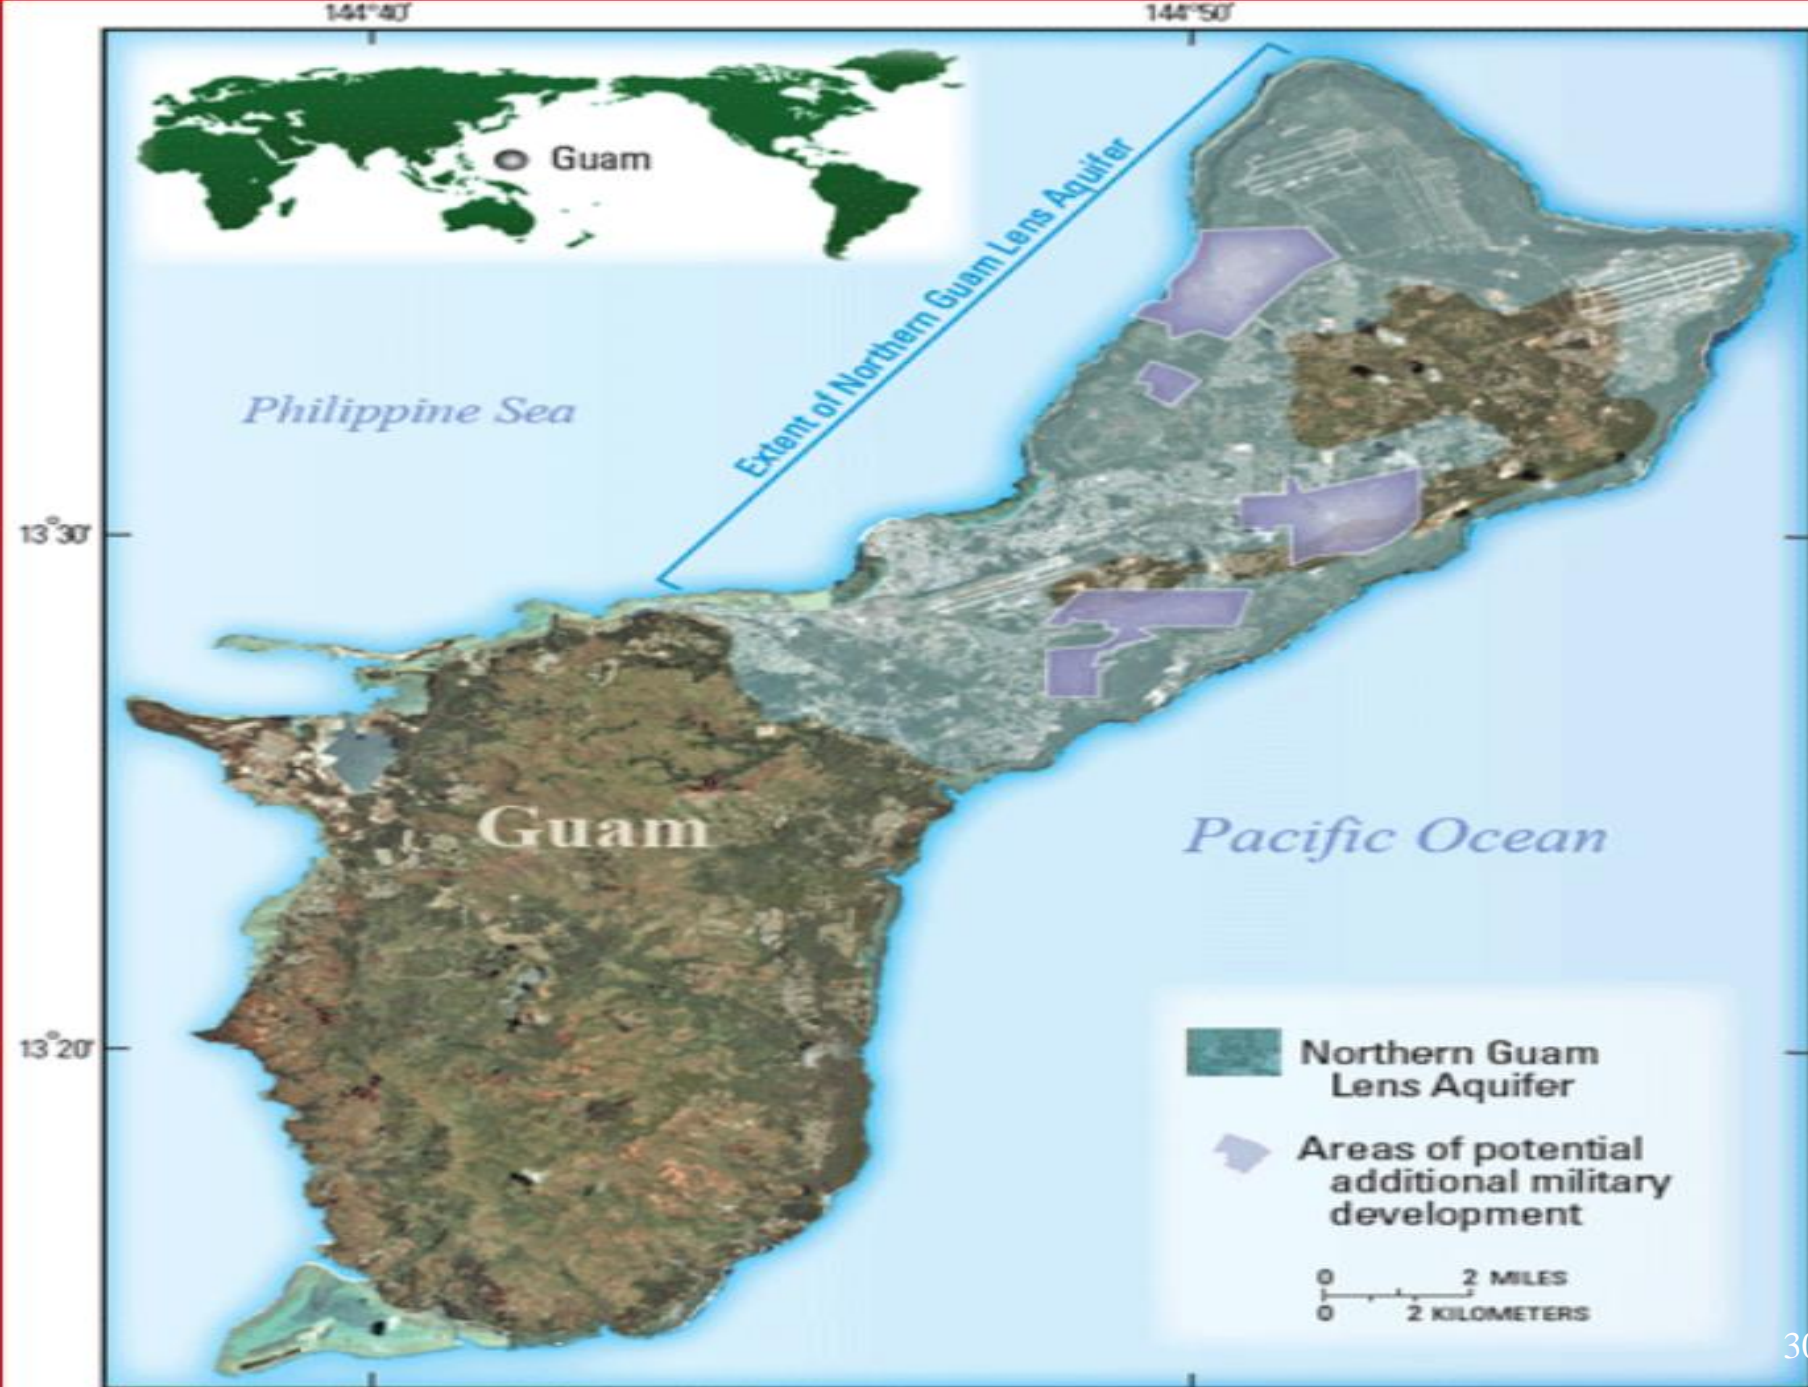 144°40'
144°50'
Guam
Extent of Northern Guam Lens Aquifer
Philippine Sea
13°30'
Guam
Pacific Ocean
13°20'
Northern Guam
Lens Aquifer
Areas of potential
additional military
development
0 2 MILES
0 2 KILOMETERS
30